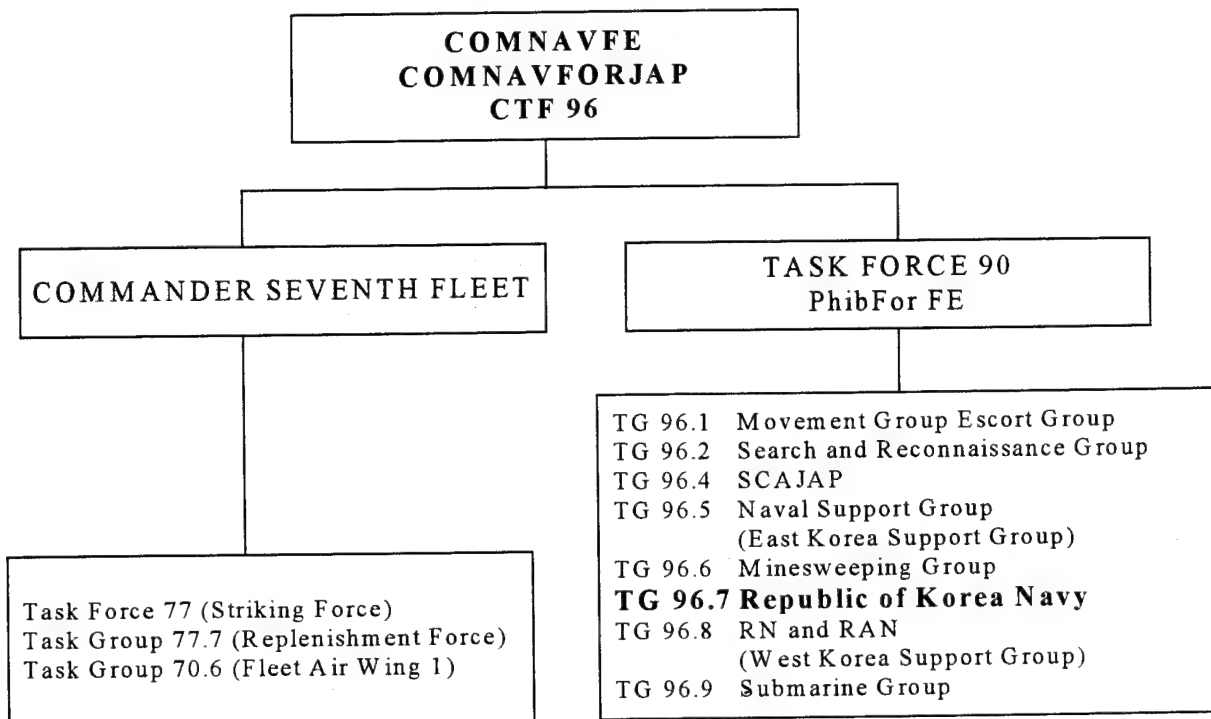 COMNAVFE
COMNAVFORJAP
CTF 96
COMMANDER SEVENTH FLEET
TASK FORCE 90
PhibFor FE
Task Force 77 (Striking Force)
Task Group 77.7 (Replenishment Force)
Task Group 70.6 (Fleet Air Wing 1)
TG 96.1 Movement Group Escort Group
TG 96.2 Search and Reconnaissance Group
TG 96.4 SCAJAP
TG 96.5 Naval Support Group
(East Korea Support Group)
TG 96.6 Minesweeping Group
TG 96.7 Republic of Korea Navy
TG 96.8 RN and RAN
(West Korea Support Group)
TG 96.9 Submarine Group